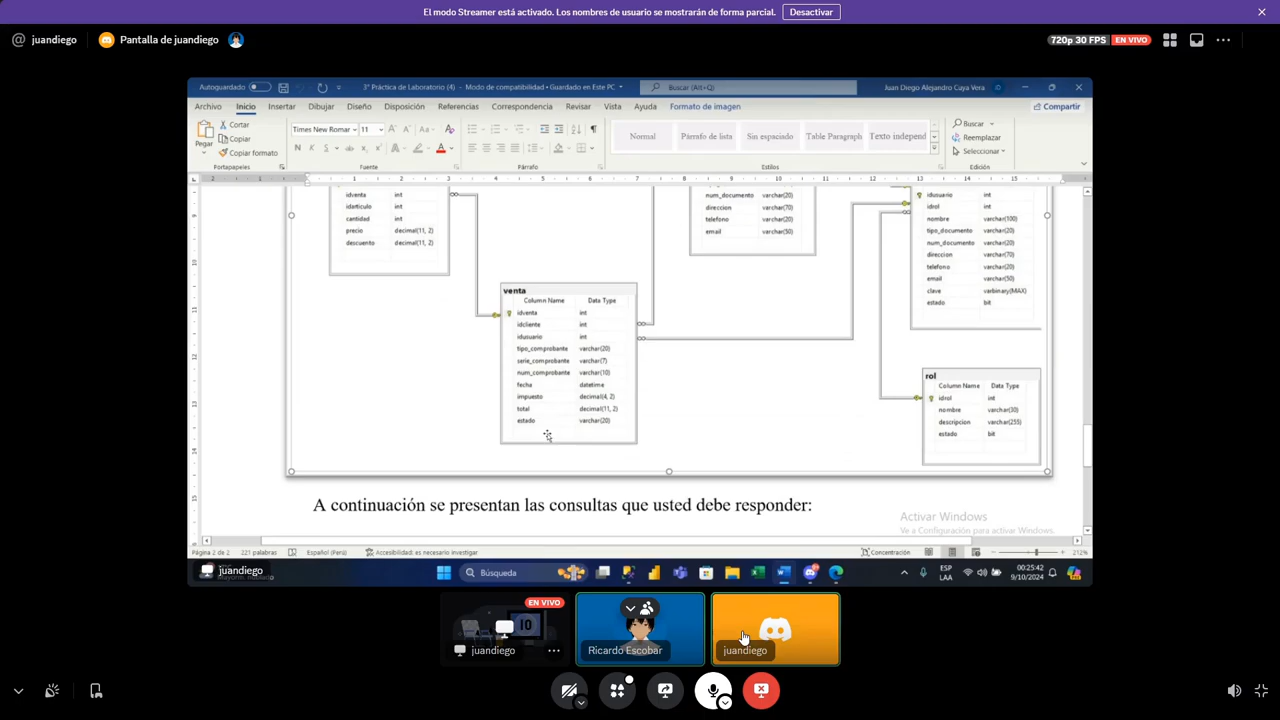 El modo Streamer está activado. Los nombres de usuario se mostrarán de forma parcial. Desactivar
juandiego
Pantalla de juandiego
720p 30 FPS EN VIVO
Autoguardado
3° Práctica de Laboratorio (4) - Modo de compatibilidad • Guardado en Este PC
Buscar (Alt+Q)
Juan Diego Alejandro Cuya Vera
Archivo Inicio Insertar Dibujar Diseño Disposición Referencias Correspondencia Revisar Vista Ayuda Formato de imagen Compartir
Pegar
Cortar
Copiar
Copiar formato
Times New Roman 11
Normal Párrafo de lista Sin espaciado Table Paragraph Texto independ
Buscar
Reemplazar
Seleccionar
Portapapeles Fuente Párrafo Estilos Edición
idventa int
idarticulo int
cantidad int
precio decimal(11, 2)
descuento decimal(11, 2)
num_documento varchar(20)
direccion varchar(70)
telefono varchar(20)
email varchar(50)
idusuario int
idrol int
nombre varchar(100)
tipo_documento varchar(20)
num_documento varchar(20)
direccion varchar(70)
telefono varchar(20)
email varchar(50)
clave varbinary(MAX)
estado bit
venta
Column Name Data Type
idventa int
idcliente int
idusuario int
tipo_comprobante varchar(20)
serie_comprobante varchar(7)
num_comprobante varchar(10)
fecha datetime
impuesto decimal(4, 2)
total decimal(11, 2)
estado varchar(20)
rol
Column Name Data Type
idrol int
nombre varchar(30)
descripcion varchar(255)
estado bit
A continuación se presentan las consultas que usted debe responder:
Activar Windows
Ve a Configuración para activar Windows.
Página 2 de 2 221 palabras Español (Perú) Accesibilidad: es necesario investigar Concentración 212%
juandiego
Búsqueda
ESP
LAA
00:25:42
9/10/2024
EN VIVO
juandiego
Ricardo Escobar
juandiego